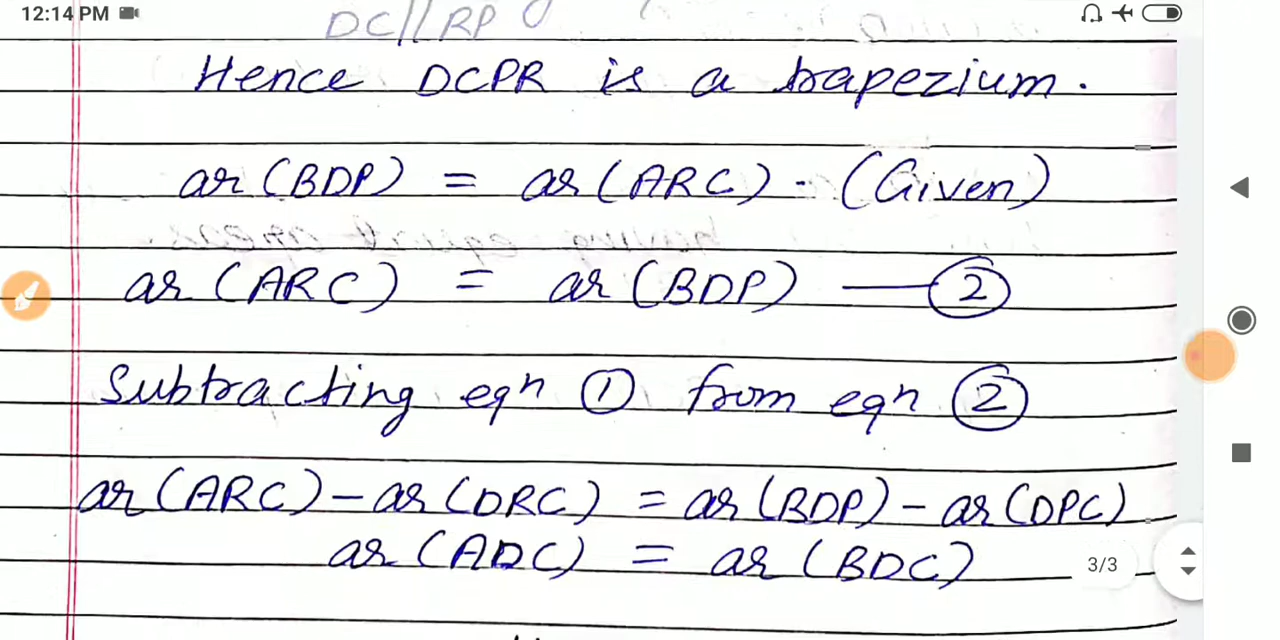 12:14 PM
DC//RP
Hence DCPR is a trapezium.
ar (BDP) = ar (ARC) - (Given)
ar (ARC) = ar (BDP) — ②
Subtracting eqn ① from eqn ②
ar (ARC) - ar (DRC) = ar (BDP) - ar (DPC)
ar (ADC) = ar (BDC)
3/3